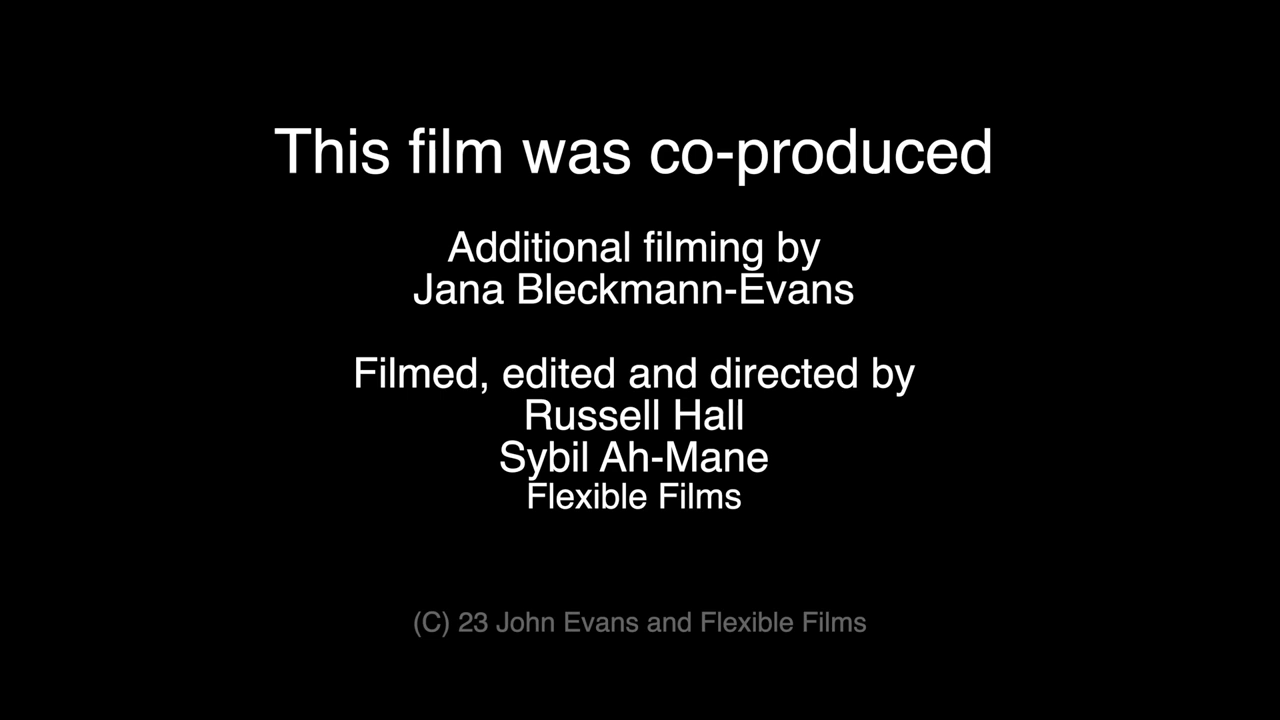 This film was co-produced
Additional filming by
Jana Bleckmann-Evans
Filmed, edited and directed by
Russell Hall
Sybil Ah-Mane
Flexible Films
(C) 23 John Evans and Flexible Films